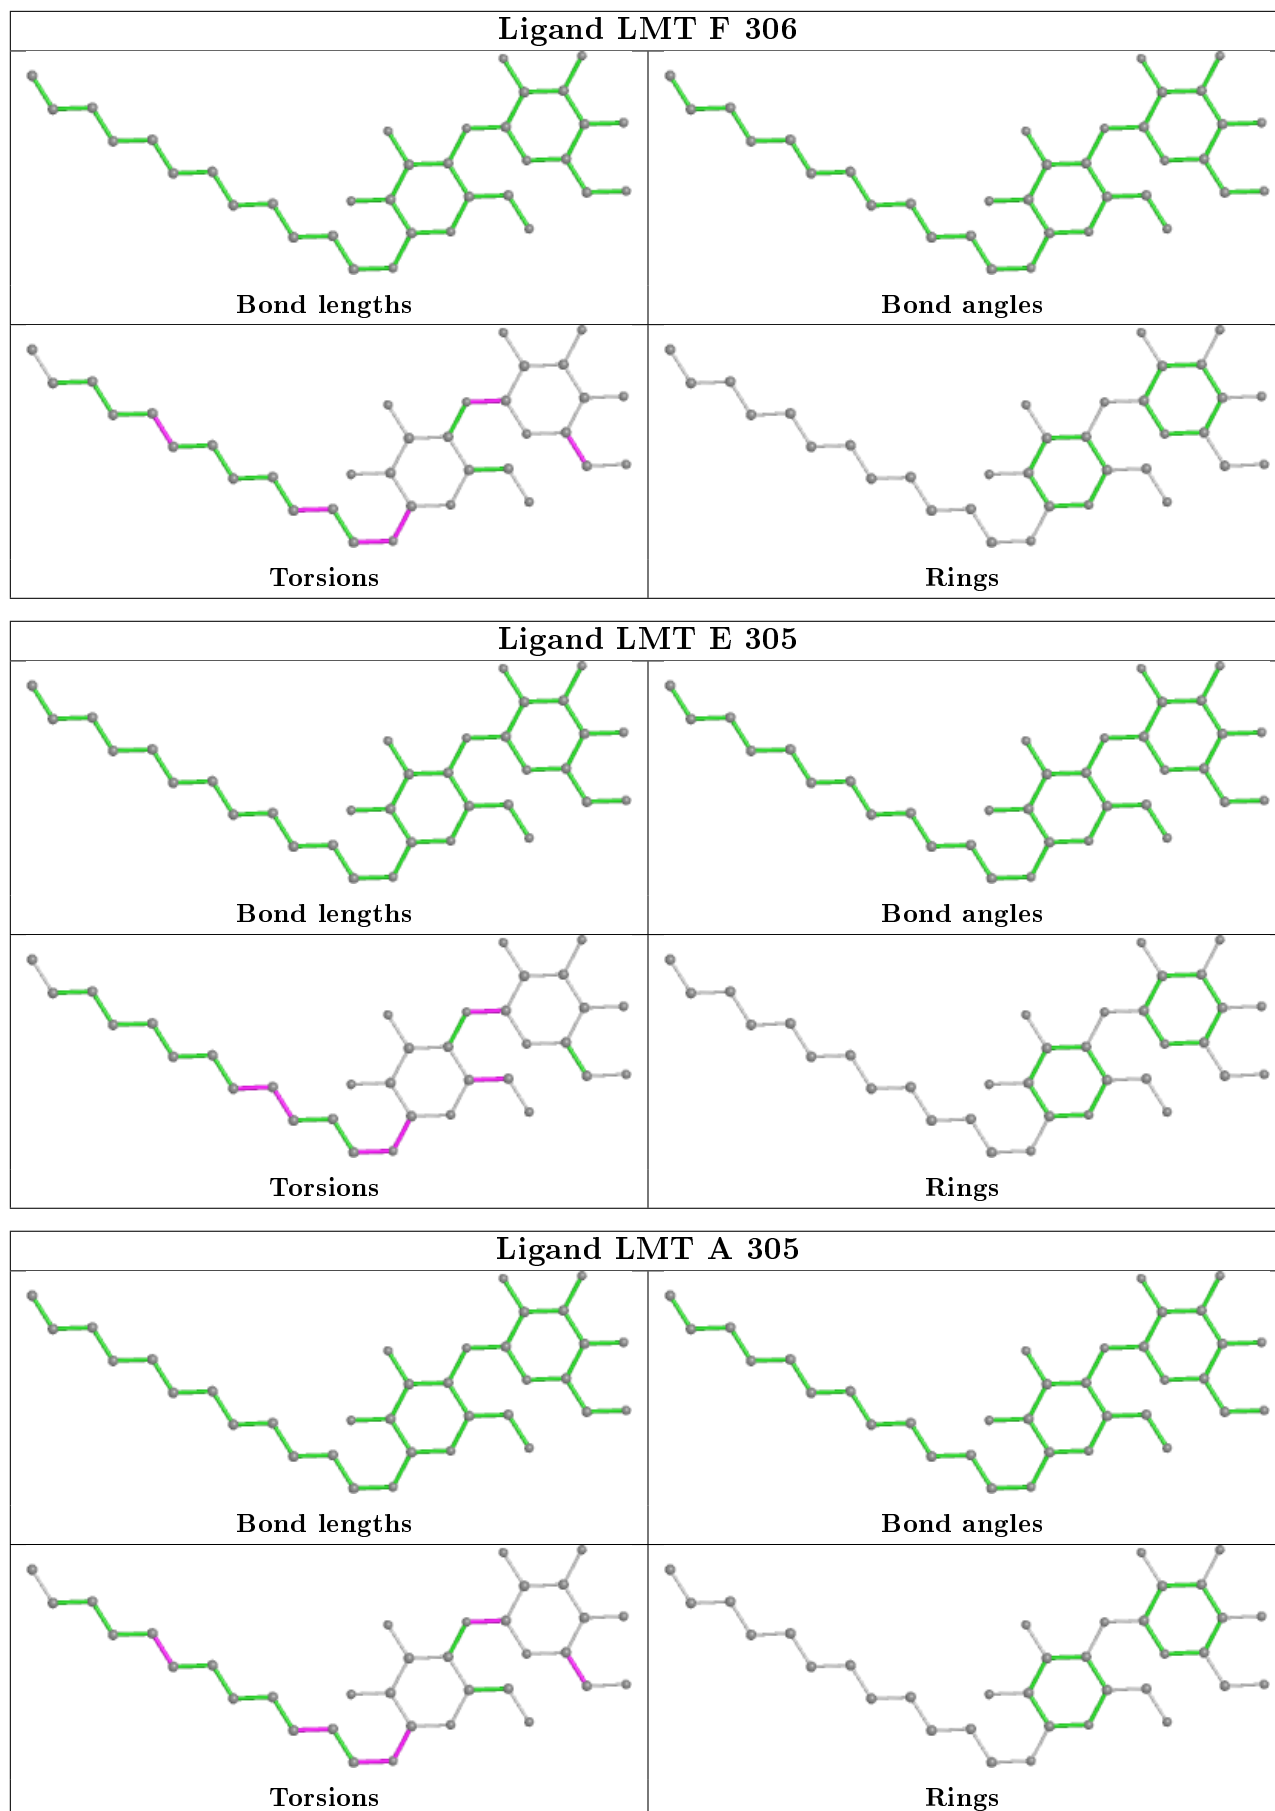 Ligand LMT F 306
Bond lengths
Bond angles
Torsions
Rings
Ligand LMT E 305
Bond lengths
Bond angles
Torsions
Rings
Ligand LMT A 305
Bond lengths
Bond angles
Torsions
Rings